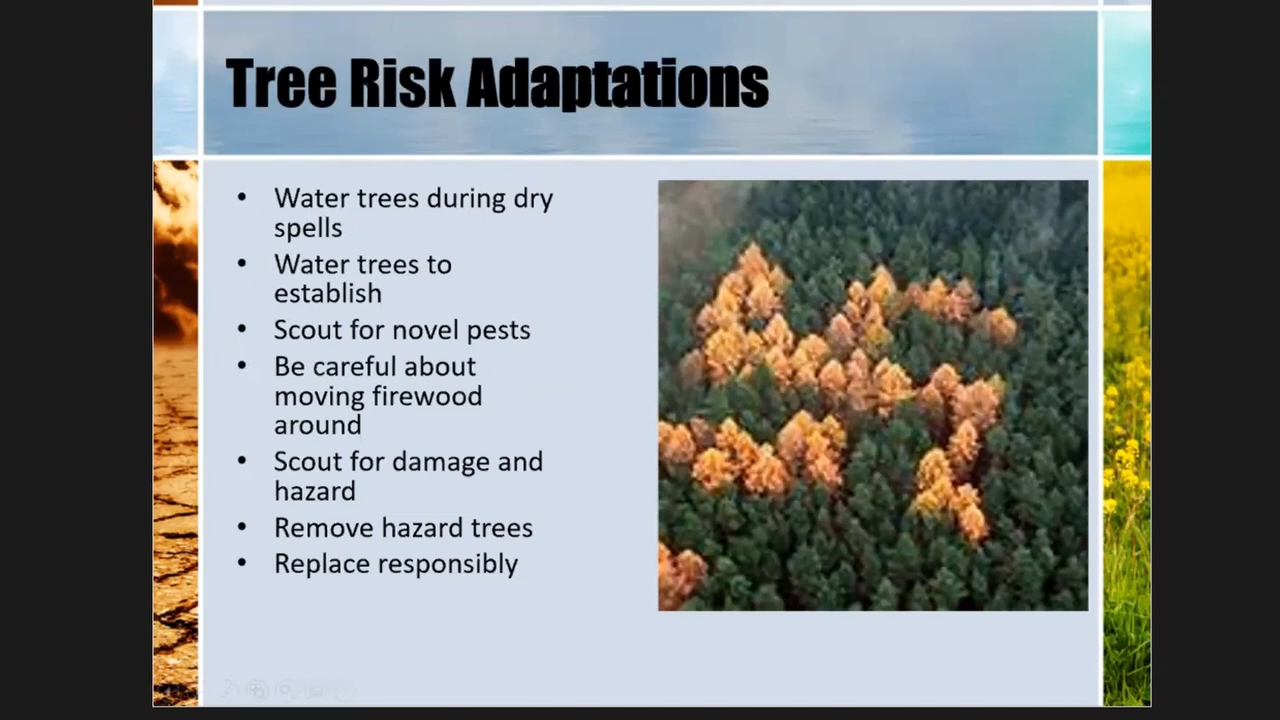 Tree Risk Adaptations
• Water trees during dry
spells
• Water trees to
establish
• Scout for novel pests
• Be careful about
moving firewood
around
• Scout for damage and
hazard
• Remove hazard trees
• Replace responsibly